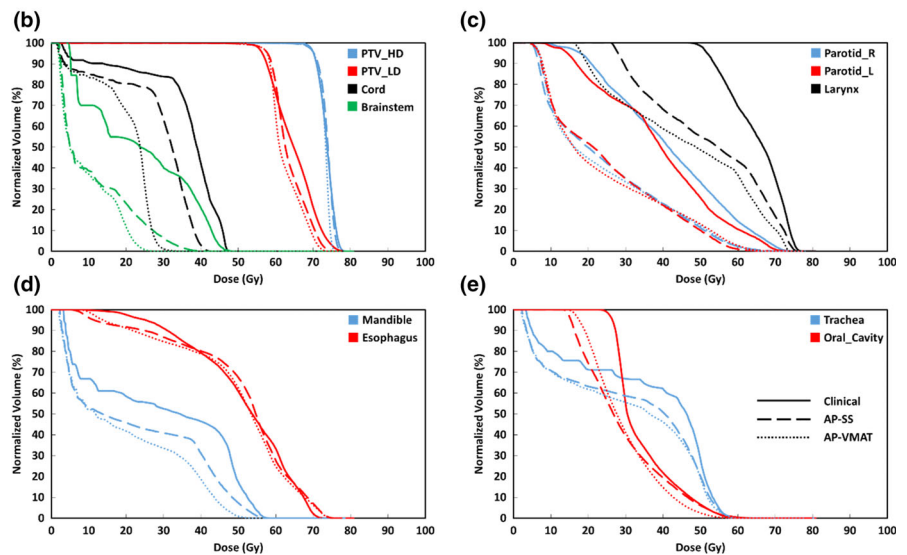 (b)
Normalized Volume (%)
100
90
80
70
60
50
40
30
20
10
0
PTV_HD
PTV_LD
Cord
Brainstem
0 10 20 30 40 50 60 70 80 90 100
Dose (Gy)
(c)
Normalized Volume (%)
100
90
80
70
60
50
40
30
20
10
0
Parotid_R
Parotid_L
Larynx
0 10 20 30 40 50 60 70 80 90 100
Dose (Gy)
(d)
Normalized Volume (%)
100
90
80
70
60
50
40
30
20
10
0
Mandible
Esophagus
0 10 20 30 40 50 60 70 80 90 100
Dose (Gy)
(e)
Normalized Volume (%)
100
90
80
70
60
50
40
30
20
10
0
Trachea
Oral_Cavity
Clinical
AP-SS
AP-VMAT
0 10 20 30 40 50 60 70 80 90 100
Dose (Gy)